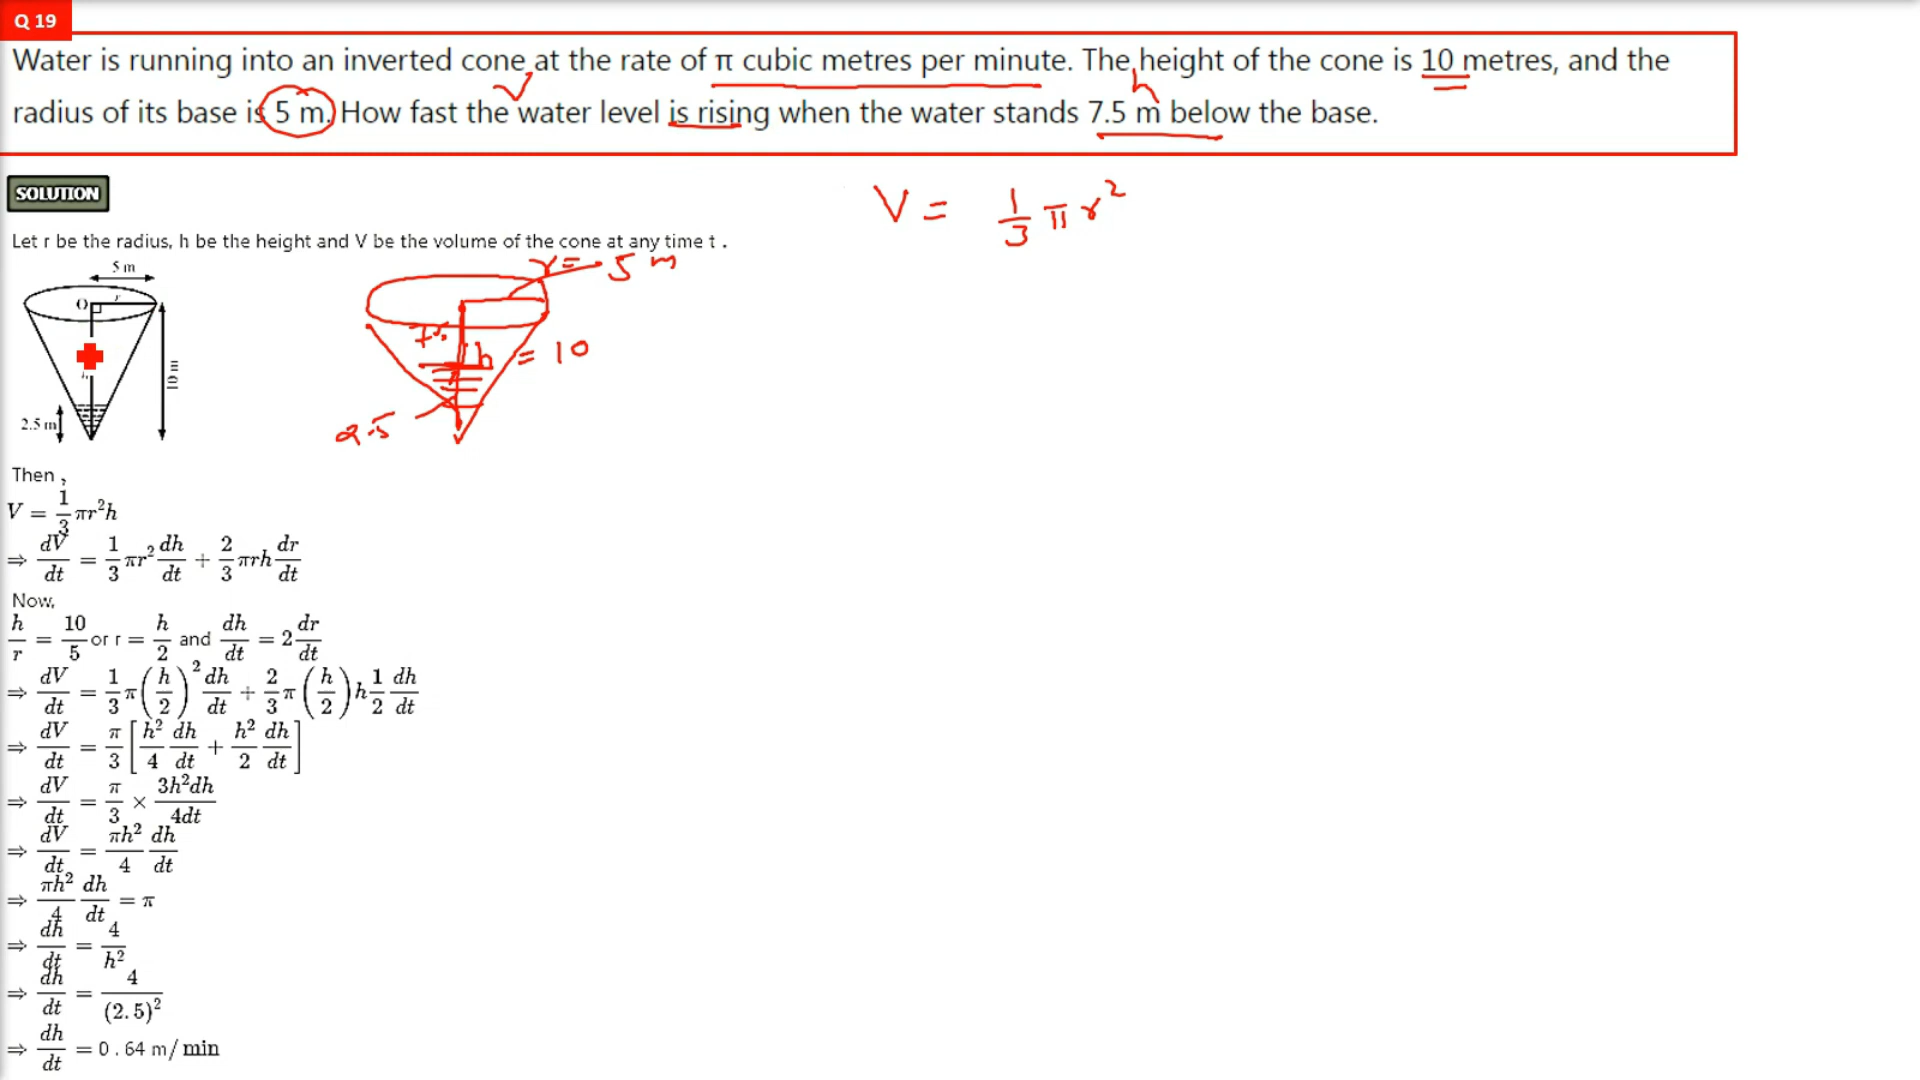 Q 19
Water is running into an inverted cone at the rate of π cubic metres per minute. The height of the cone is 10 metres, and the
radius of its base is 5 m. How fast the water level is rising when the water stands 7.5 m below the base.
h
SOLUTION
V = 1/3 π r²
Let r be the radius, h be the height and V be the volume of the cone at any time t .
5 m
r = 5 m
O
r
7.5
h = 10
10 m
h
2.5 m
2.5
Then ,
V = 1/3 πr²h
⇒ dV/dt = 1/3 πr² dh/dt + 2/3 πrh dr/dt
Now,
h/r = 10/5 or r = h/2 and dh/dt = 2 dr/dt
⇒ dV/dt = 1/3 π (h/2)² dh/dt + 2/3 π (h/2) h 1/2 dh/dt
⇒ dV/dt = π/3 [h²/4 dh/dt + h²/2 dh/dt]
⇒ dV/dt = π/3 × 3h²dh/4dt
⇒ dV/dt = πh²/4 dh/dt
⇒ πh²/4 dh/dt = π
⇒ dh/dt = 4/h²
⇒ dh/dt = 4/(2.5)²
⇒ dh/dt = 0 . 64 m/min